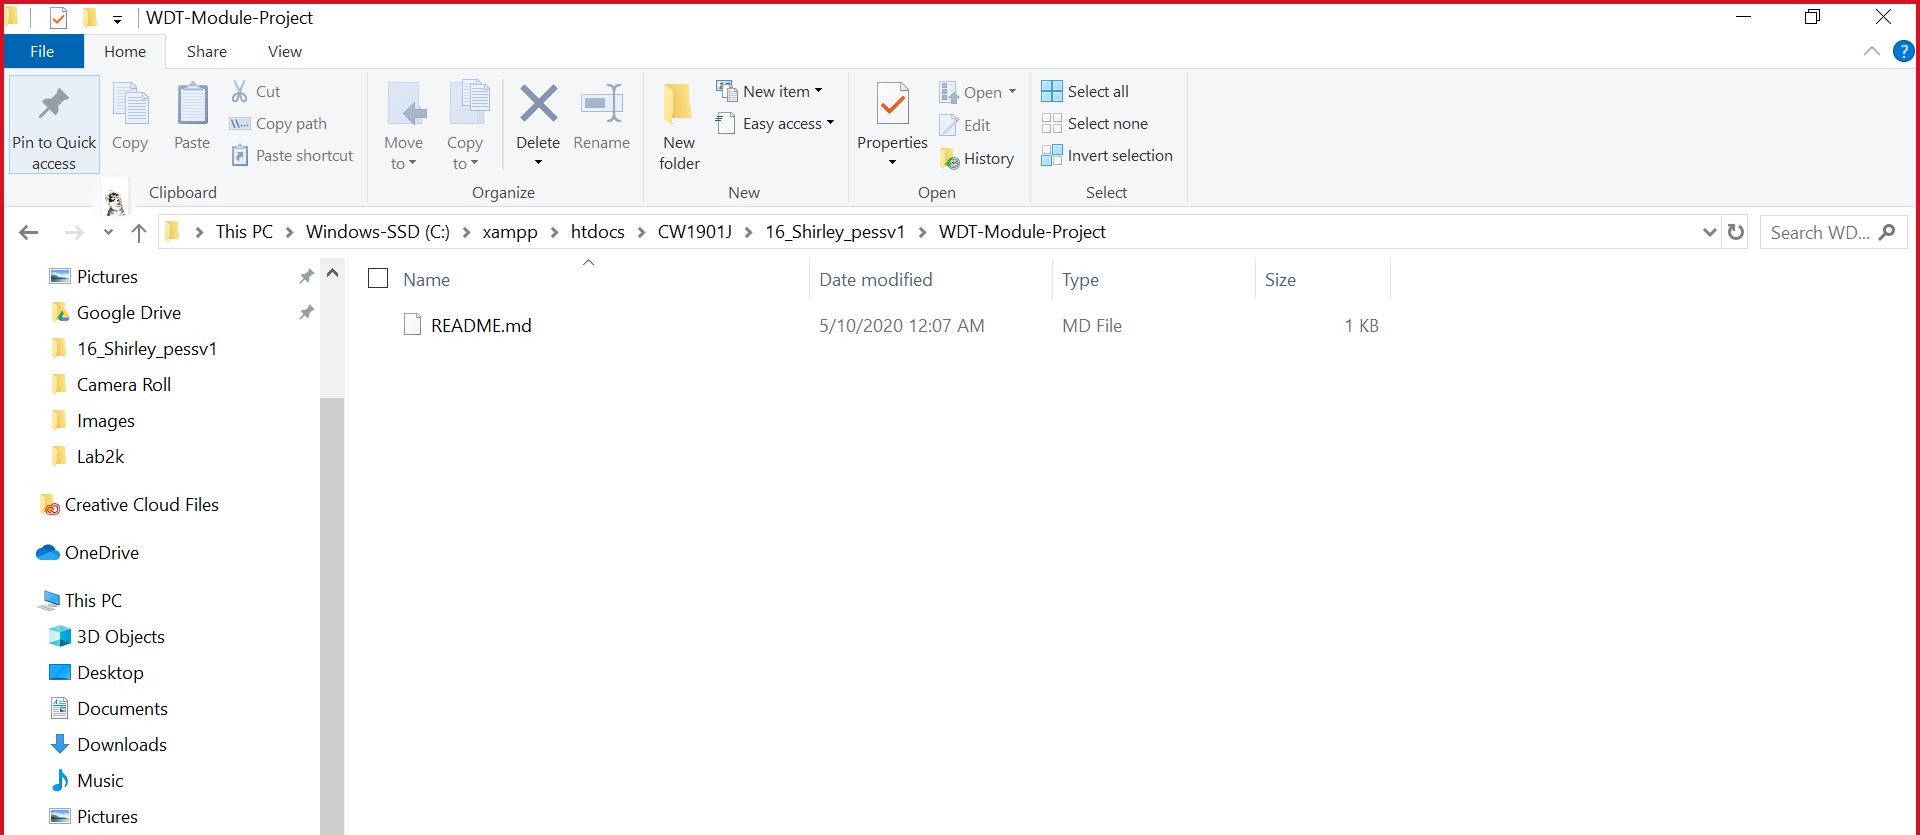 WDT-Module-Project
File Home Share View
Pin to Quick access
Copy
Paste
Cut
Copy path
Paste shortcut
Clipboard
Move to
Copy to
Delete
Rename
Organize
New folder
New item
Easy access
New
Properties
Open
Edit
History
Open
Select all
Select none
Invert selection
Select
This PC Windows-SSD (C:) xampp htdocs CW1901J 16_Shirley_pessv1 WDT-Module-Project
Search WD...
Pictures
Google Drive
16_Shirley_pessv1
Camera Roll
Images
Lab2k
Creative Cloud Files
OneDrive
This PC
3D Objects
Desktop
Documents
Downloads
Music
Pictures
Name Date modified Type Size
README.md 5/10/2020 12:07 AM MD File 1 KB